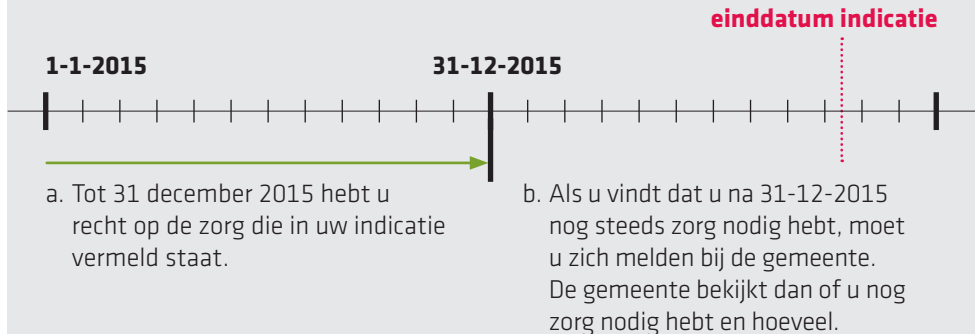 einddatum indicatie
1-1-2015
31-12-2015
a. Tot 31 december 2015 hebt u
recht op de zorg die in uw indicatie
vermeld staat.
b. Als u vindt dat u na 31-12-2015
nog steeds zorg nodig hebt, moet
u zich melden bij de gemeente.
De gemeente bekijkt dan of u nog
zorg nodig hebt en hoeveel.